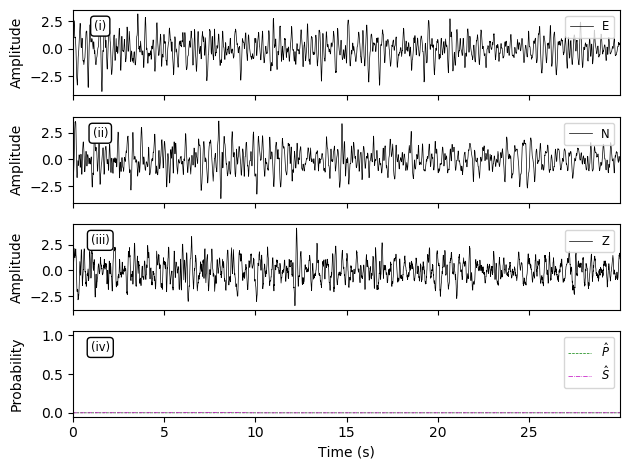 Amplitude
2.5
0.0
−2.5
(i)
E
Amplitude
2.5
0.0
−2.5
(ii)
N
Amplitude
2.5
0.0
−2.5
(iii)
Z
Probability
1.0
0.5
0.0
(iv)
P̂
Ŝ
0 5 10 15 20 25
Time (s)